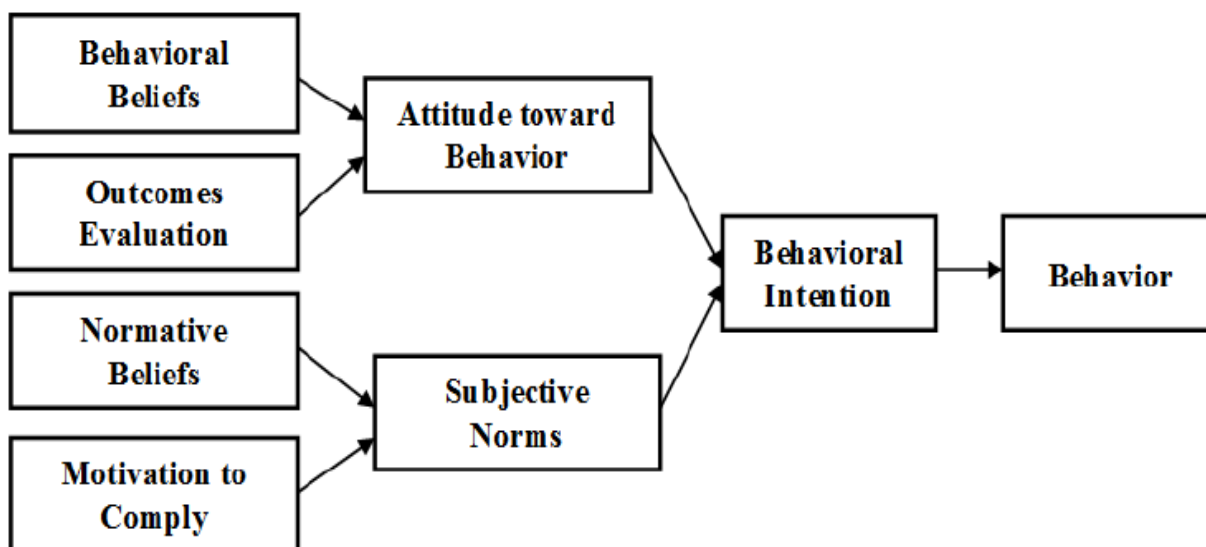 Behavioral
Beliefs
Outcomes
Evaluation
Normative
Beliefs
Motivation to
Comply
Attitude toward
Behavior
Subjective
Norms
Behavioral
Intention
Behavior